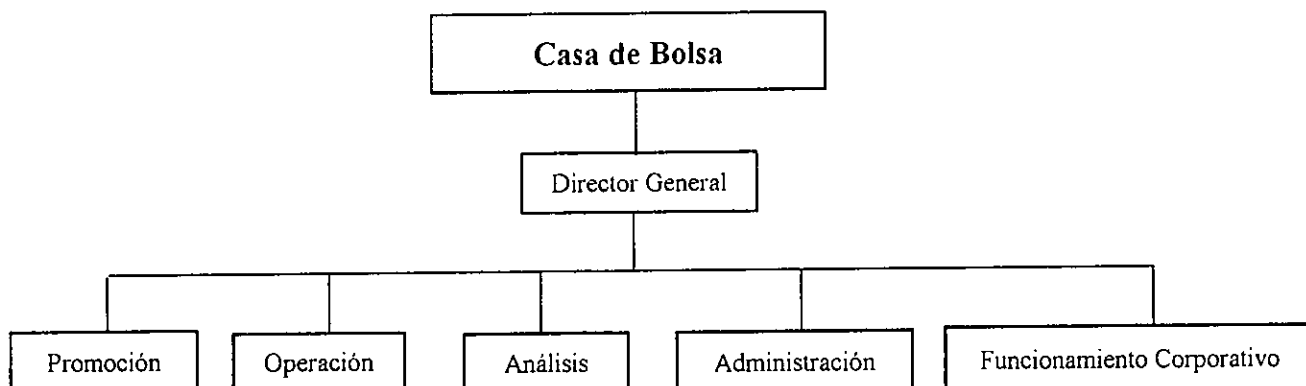 Casa de Bolsa
Director General
Promoción
Operación
Análisis
Administración
Funcionamiento Corporativo